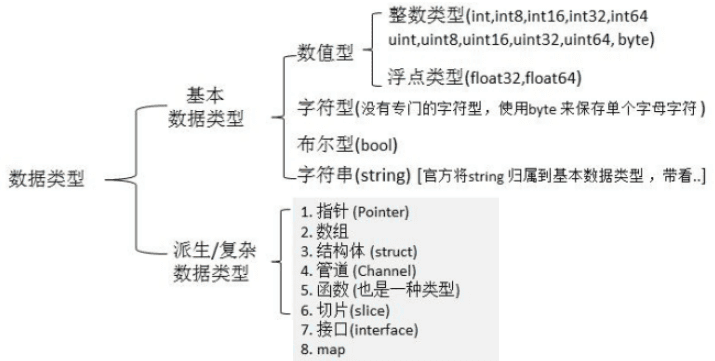 数据类型
基本
数据类型
数值型
整数类型(int,int8,int16,int32,int64
uint,uint8,uint16,uint32,uint64, byte)
浮点类型(float32,float64)
字符型(没有专门的字符型，使用byte 来保存单个字母字符)
布尔型(bool)
字符串(string) [官方将string 归属到基本数据类型 ，带看..]
派生/复杂
数据类型
1. 指针 (Pointer)
2. 数组
3. 结构体 (struct)
4. 管道 (Channel)
5. 函数 (也是一种类型)
6. 切片(slice)
7. 接口(interface)
8. map